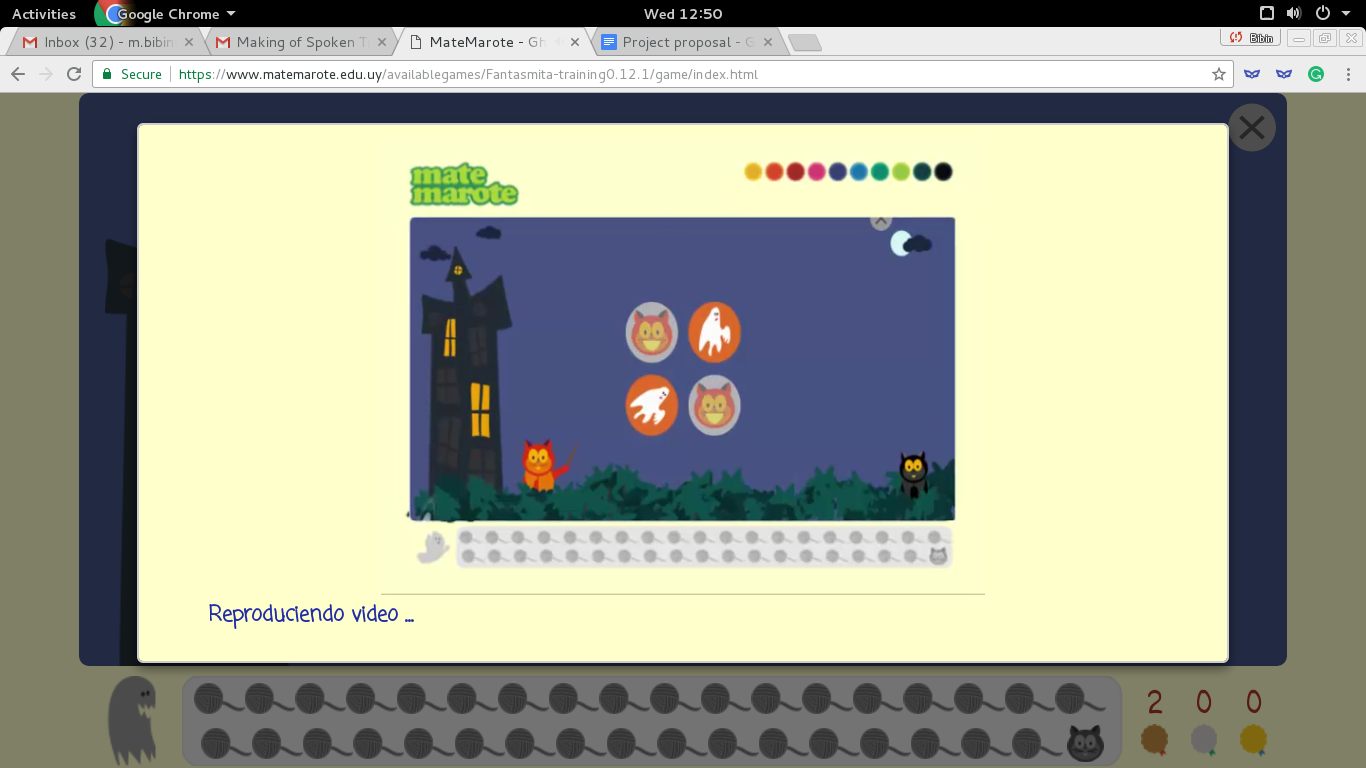 Activities
Google Chrome
Wed 12:50
Inbox (32) - m.bibin
Making of Spoken T
MateMarote - Gh
Project proposal - G
Bibin
Secure
https://www.matemarote.edu.uy/availablegames/Fantasmita-training0.12.1/game/index.html
mate
marote
Reproduciendo video ...
2 0 0